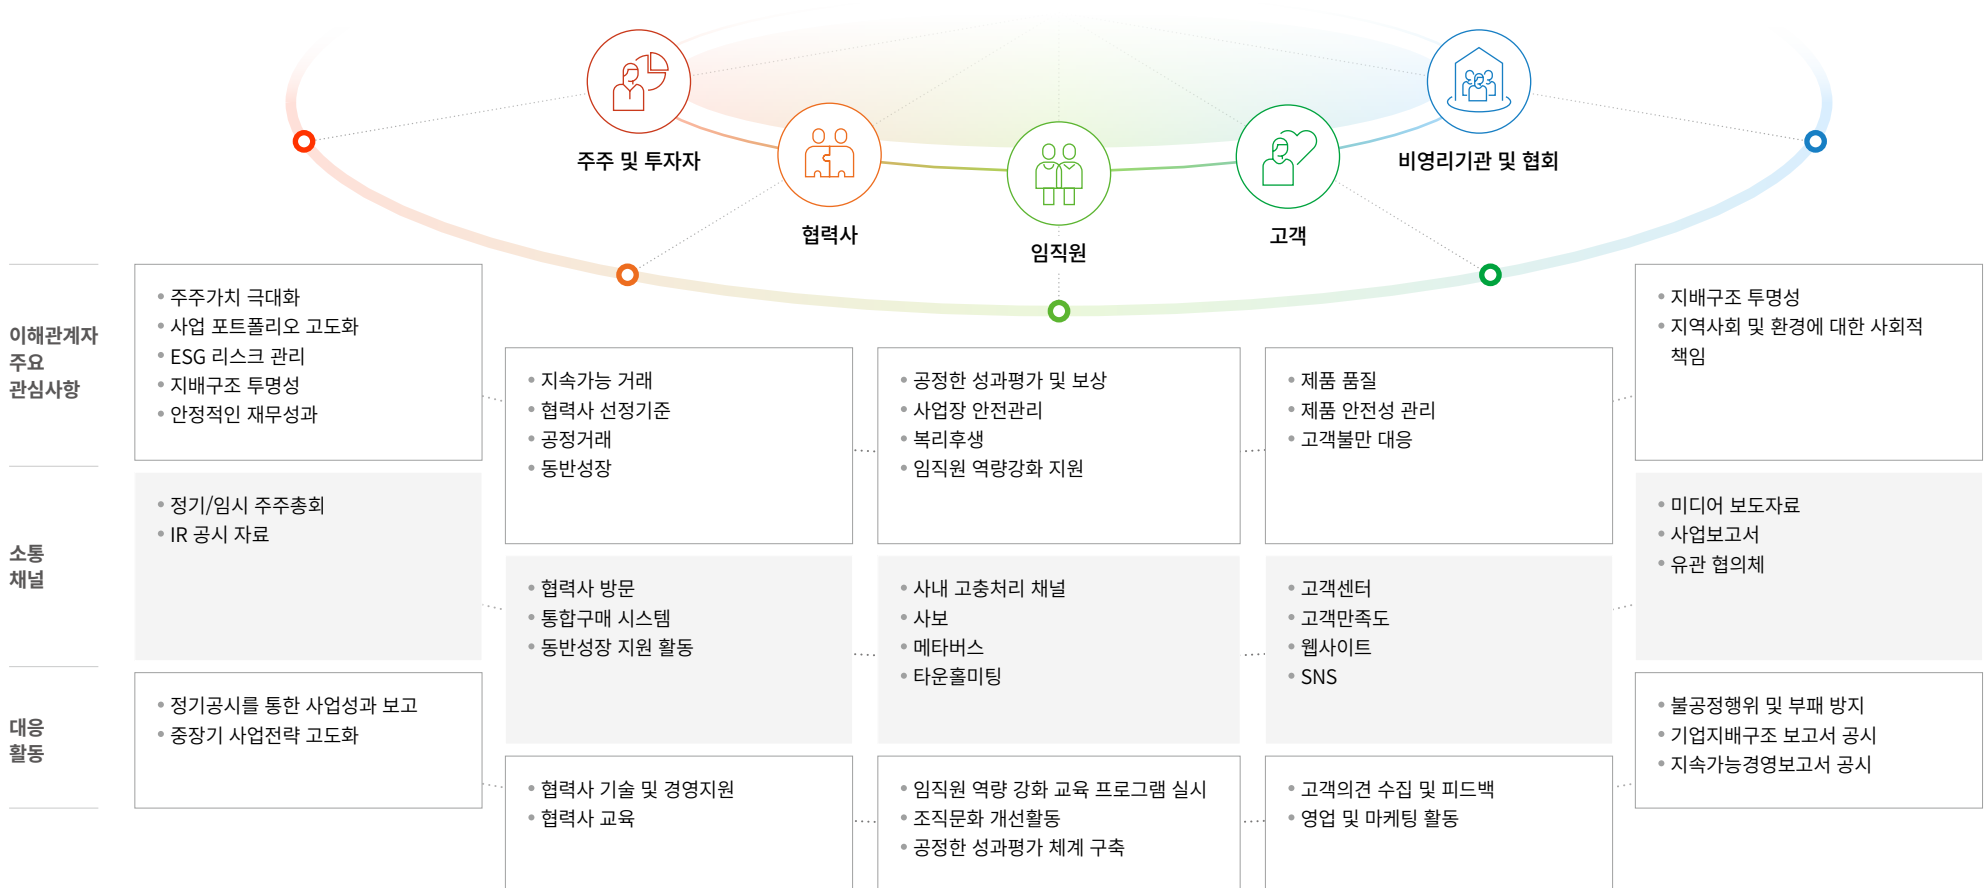 주주 및 투자자
협력사
임직원
고객
비영리기관 및 협회
이해관계자
주요
관심사항
• 주주가치 극대화
• 사업 포트폴리오 고도화
• ESG 리스크 관리
• 지배구조 투명성
• 안정적인 재무성과
• 지속가능 거래
• 협력사 선정기준
• 공정거래
• 동반성장
• 공정한 성과평가 및 보상
• 사업장 안전관리
• 복리후생
• 임직원 역량강화 지원
• 제품 품질
• 제품 안전성 관리
• 고객불만 대응
• 지배구조 투명성
• 지역사회 및 환경에 대한 사회적
책임
소통
채널
• 정기/임시 주주총회
• IR 공시 자료
• 협력사 방문
• 통합구매 시스템
• 동반성장 지원 활동
• 사내 고충처리 채널
• 사보
• 메타버스
• 타운홀미팅
• 고객센터
• 고객만족도
• 웹사이트
• SNS
• 미디어 보도자료
• 사업보고서
• 유관 협의체
대응
활동
• 정기공시를 통한 사업성과 보고
• 중장기 사업전략 고도화
• 협력사 기술 및 경영지원
• 협력사 교육
• 임직원 역량 강화 교육 프로그램 실시
• 조직문화 개선활동
• 공정한 성과평가 체계 구축
• 고객의견 수집 및 피드백
• 영업 및 마케팅 활동
• 불공정행위 및 부패 방지
• 기업지배구조 보고서 공시
• 지속가능경영보고서 공시